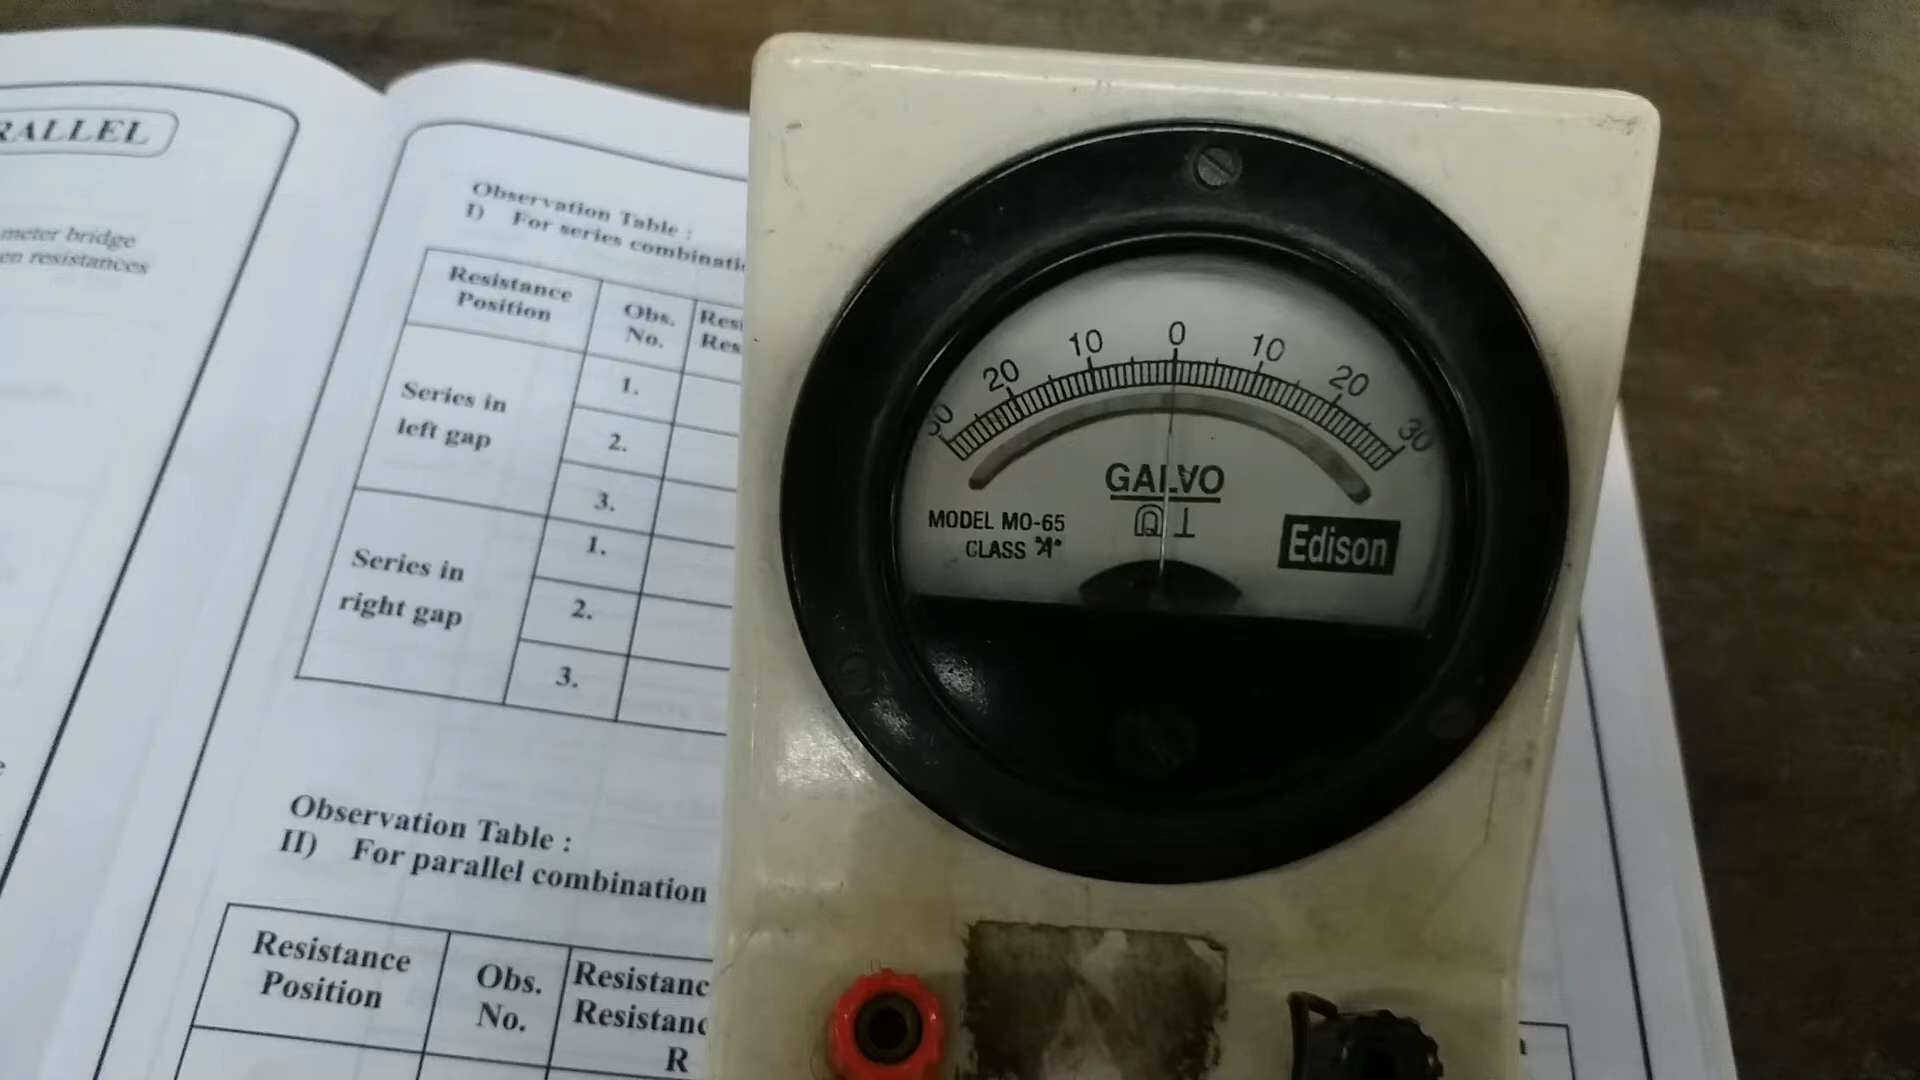 RALLEL
meter bridge
en resistances
Observation Table :
I) For series combinati
Resistance Position
Obs. No.
Resi
Res
Series in left gap
1.
2.
3.
Series in right gap
1.
2.
3.
Observation Table :
II) For parallel combination
Resistance Position
Obs. No.
Resistanc
Resistanc
R
30 20 10 0 10 20 30
GALVO
MODEL MO-65
CLASS "A"
Edison